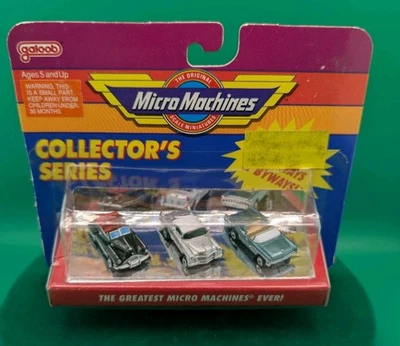 galoob
Ages 5 and Up
WARNING, THIS
IS A SMALL PART.
KEEP AWAY FROM
CHILDREN UNDER
36 MONTHS.
THE ORIGINAL
Micro Machines
SCALE MINIATURES
COLLECTOR'S
SERIES
BYWAYS!
THE GREATEST MICRO MACHINES® EVER!